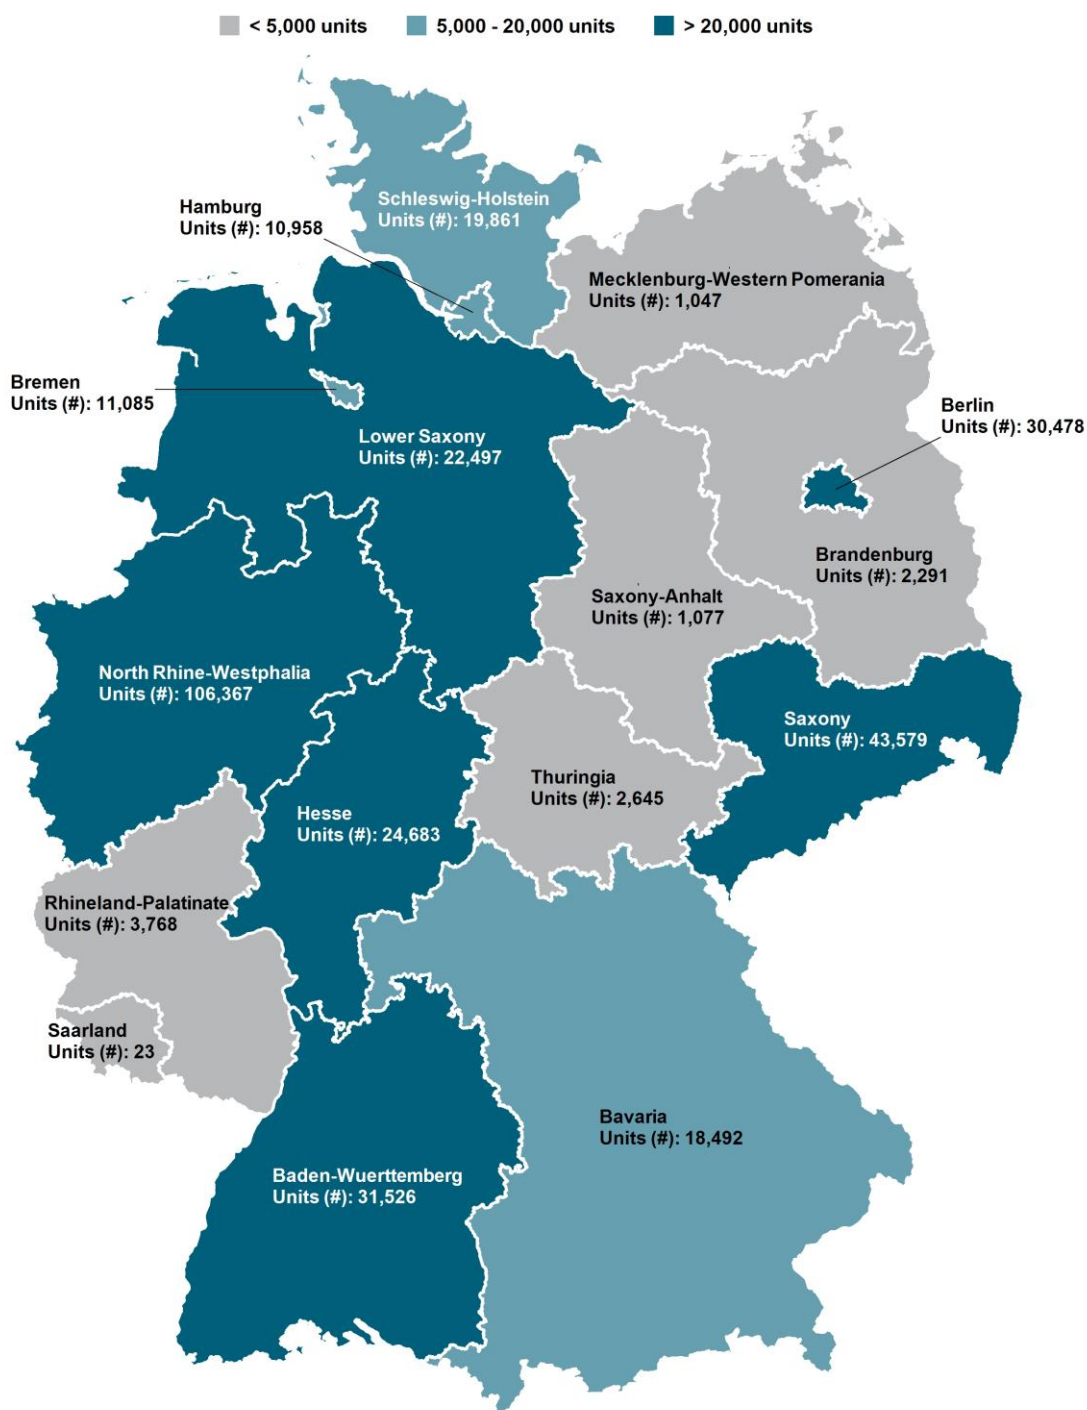 < 5,000 units
5,000 - 20,000 units
> 20,000 units
Schleswig-Holstein
Units (#): 19,861
Hamburg
Units (#): 10,958
Mecklenburg-Western Pomerania
Units (#): 1,047
Bremen
Units (#): 11,085
Berlin
Units (#): 30,478
Lower Saxony
Units (#): 22,497
Brandenburg
Units (#): 2,291
Saxony-Anhalt
Units (#): 1,077
North Rhine-Westphalia
Units (#): 106,367
Saxony
Units (#): 43,579
Thuringia
Units (#): 2,645
Hesse
Units (#): 24,683
Rhineland-Palatinate
Units (#): 3,768
Saarland
Units (#): 23
Bavaria
Units (#): 18,492
Baden-Wuerttemberg
Units (#): 31,526